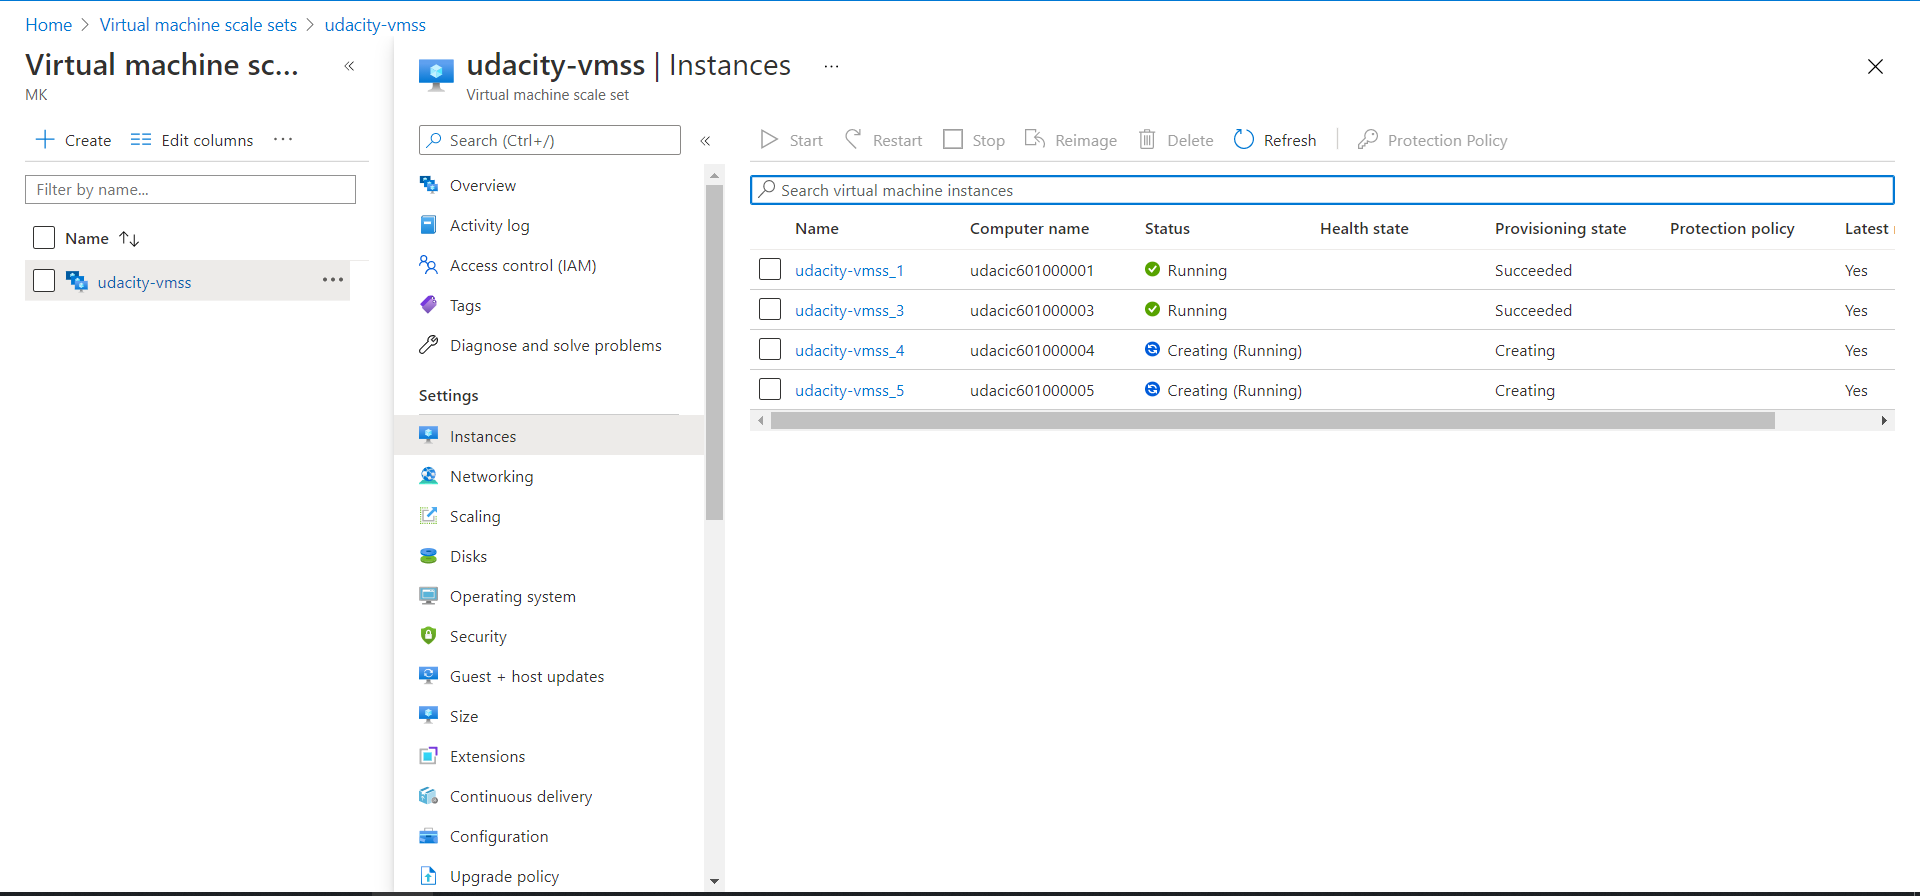 Home > Virtual machine scale sets > udacity-vmss
Virtual machine sc... «
MK
Create Edit columns ...
Filter by name...
Name ↑↓
udacity-vmss ...
udacity-vmss | Instances ...
Virtual machine scale set
Search (Ctrl+/) «
Overview
Activity log
Access control (IAM)
Tags
Diagnose and solve problems
Settings
Instances
Networking
Scaling
Disks
Operating system
Security
Guest + host updates
Size
Extensions
Continuous delivery
Configuration
Upgrade policy
Start Restart Stop Reimage Delete Refresh Protection Policy
Search virtual machine instances
Name Computer name Status Health state Provisioning state Protection policy Latest
udacity-vmss_1 udacic601000001 Running Succeeded Yes
udacity-vmss_3 udacic601000003 Running Succeeded Yes
udacity-vmss_4 udacic601000004 Creating (Running) Creating Yes
udacity-vmss_5 udacic601000005 Creating (Running) Creating Yes